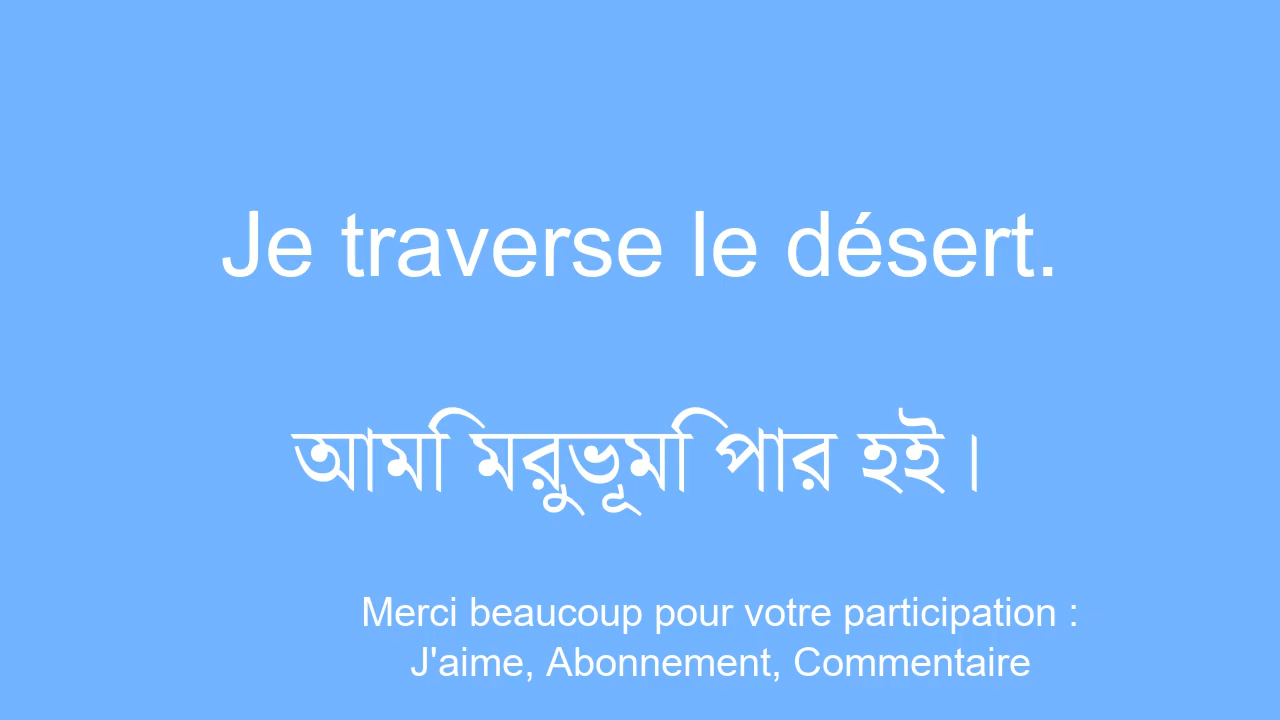 Je traverse le désert.
আমি মরুভূমি পার হই।
Merci beaucoup pour votre participation :
J'aime, Abonnement, Commentaire